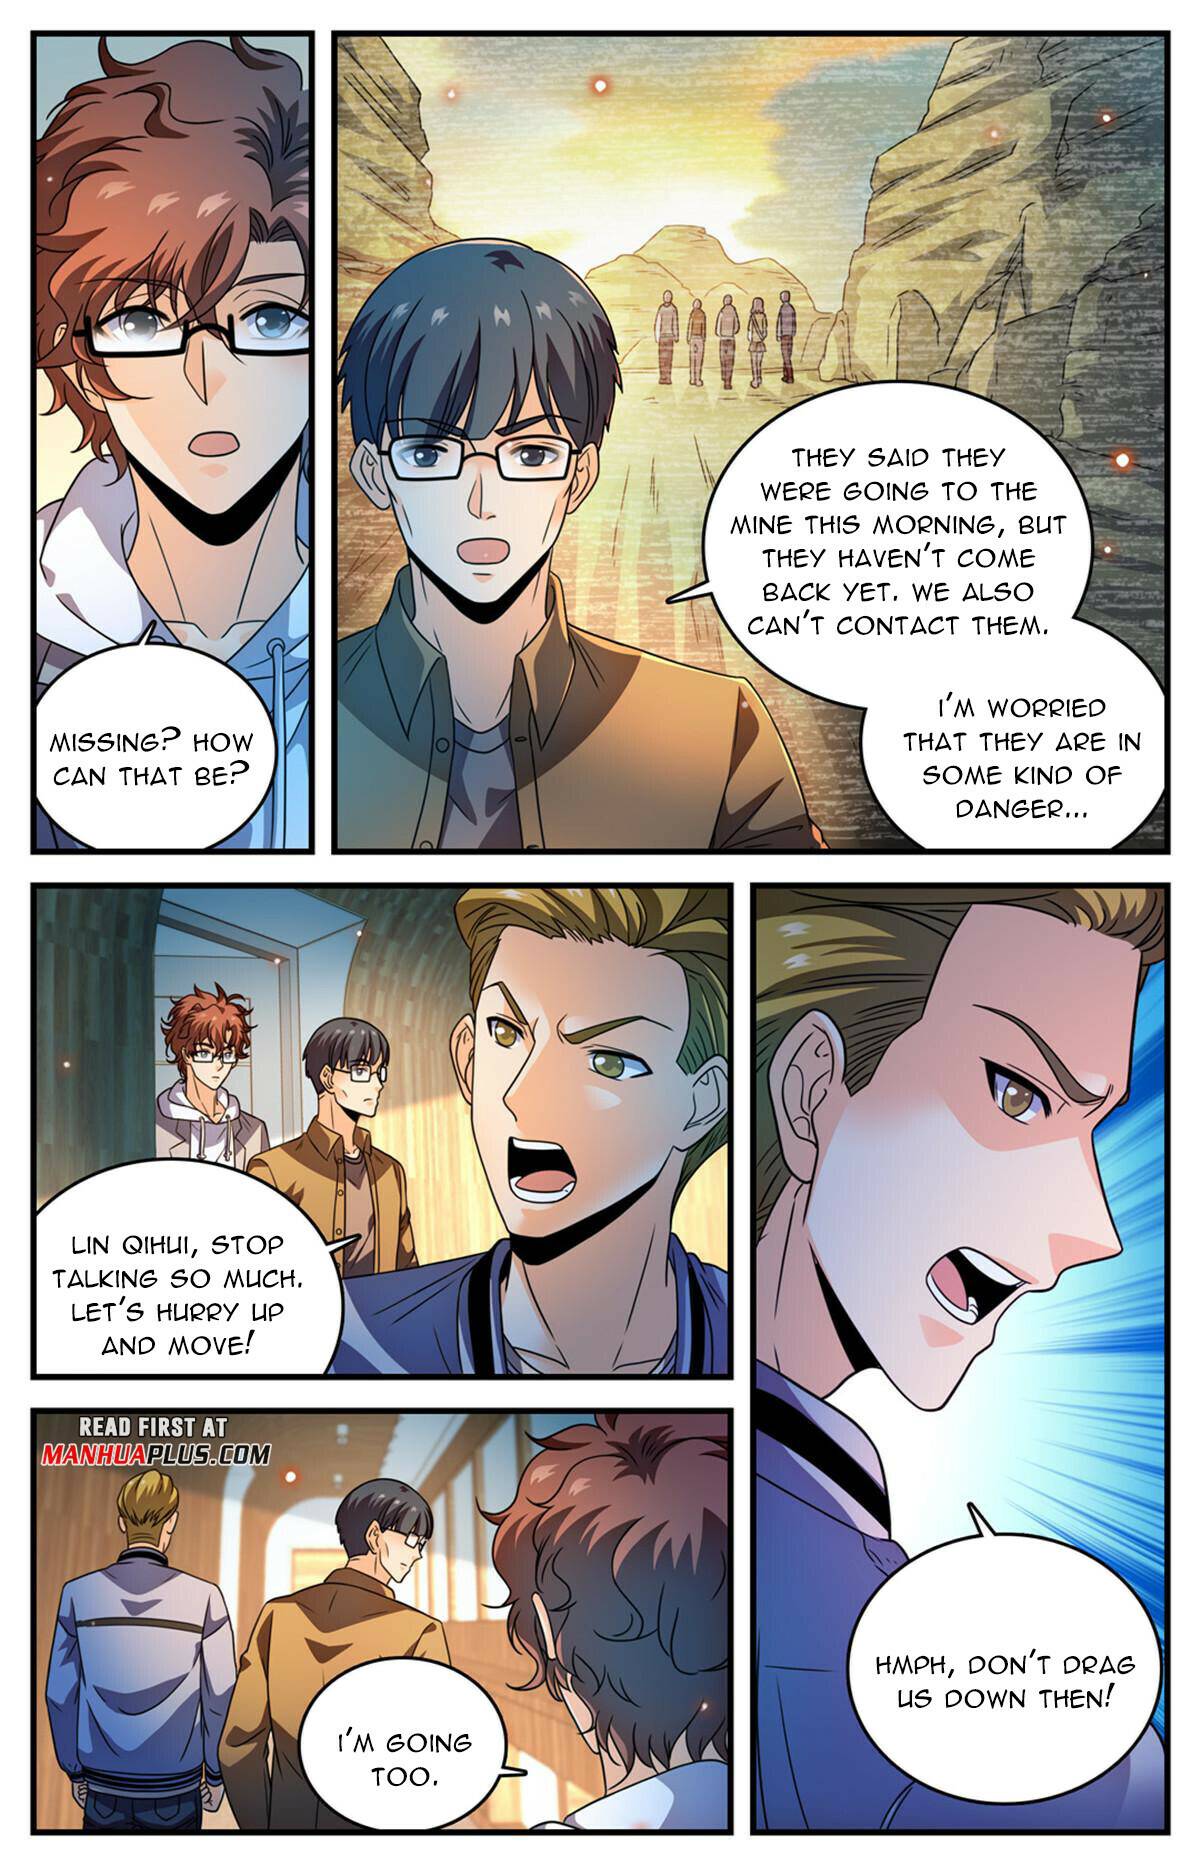 MISSING? HOW
CAN THAT BE?
THEY SAID THEY
WERE GOING TO THE
MINE THIS MORNING, BUT
THEY HAVEN'T COME
BACK YET. WE ALSO
CAN'T CONTACT THEM.
I'M WORRIED
THAT THEY ARE IN
SOME KIND OF
DANGER...
LIN QIHUI, STOP
TALKING SO MUCH.
LET'S HURRY UP
AND MOVE!
READ FIRST AT
MANHUAPLUS.COM
I'M GOING
TOO.
HMPH, DON'T DRAG
US DOWN THEN!